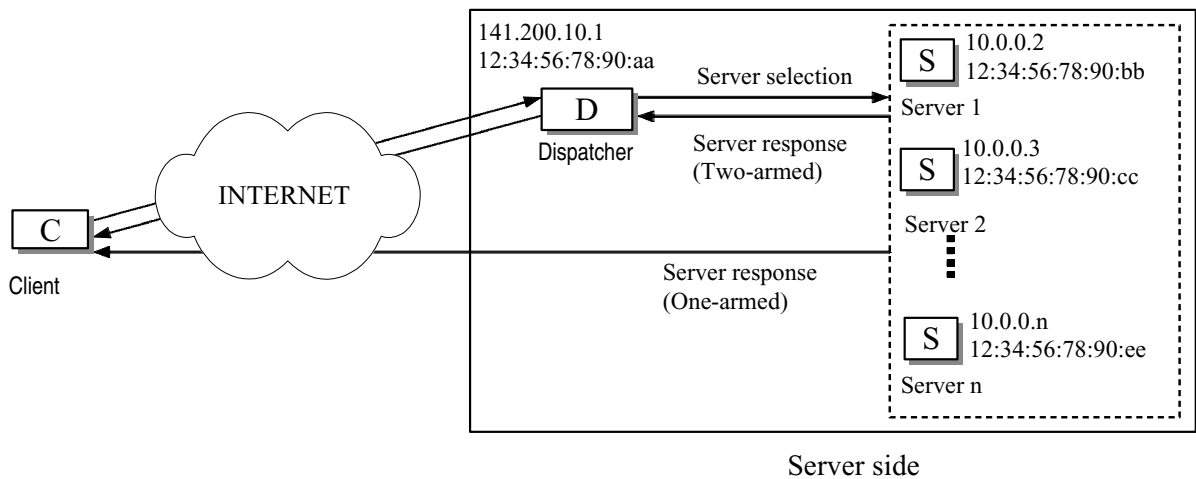 141.200.10.1
12:34:56:78:90:aa
D
Dispatcher
Server selection
Server response
(Two-armed)
S
10.0.0.2
12:34:56:78:90:bb
Server 1
S
10.0.0.3
12:34:56:78:90:cc
Server 2
S
10.0.0.n
12:34:56:78:90:ee
Server n
INTERNET
C
Client
Server response
(One-armed)
Server side